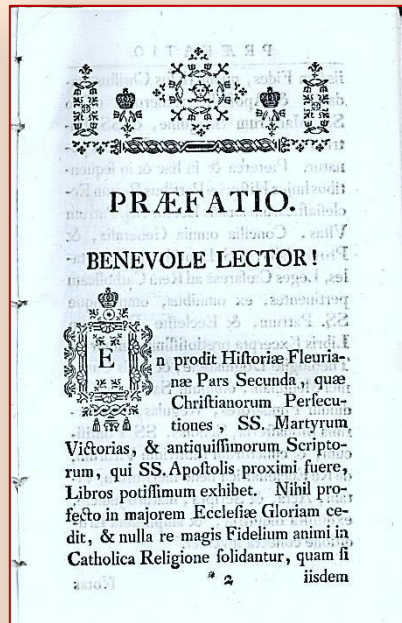 PRÆFATIO.
BENEVOLE LECTOR!
En prodit Hiſtoriæ Fleuria-
næ Pars Secunda, quæ
Chriſtianorum Perſecu-
tiones, SS. Martyrum
Victorias, & antiquiſſimorum Scripto-
rum, qui SS. Apoſtolis proximi fuere,
Libros potiſſimum exhibet. Nihil pro-
fecto in majorem Eccleſiæ Gloriam ce-
dit, & nulla re magis Fidelium animi in
Catholica Religione ſolidantur, quam ſi
* 2 iisdem